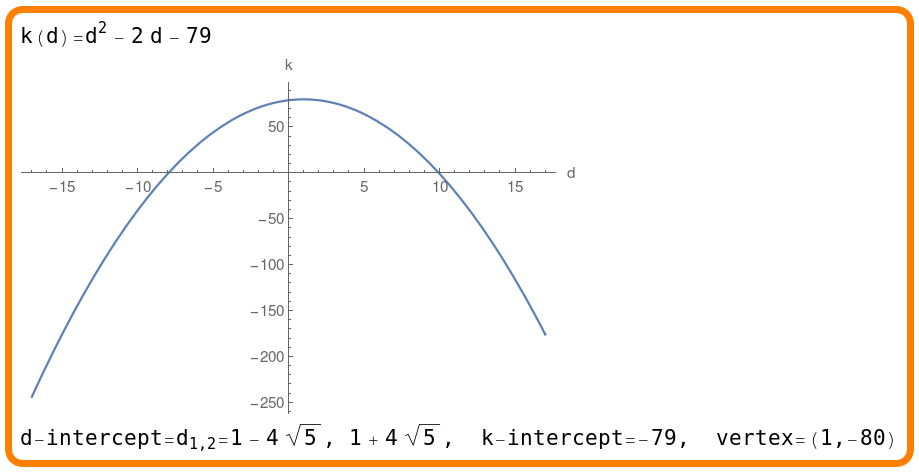 k(d)=d² – 2 d – 79
k
50
–15 –10 –5 5 10 15 d
–50
–100
–150
–200
–250
d–intercept=d₁,₂=1 – 4 √5, 1 + 4 √5, k–intercept=–79, vertex=(1,–80)